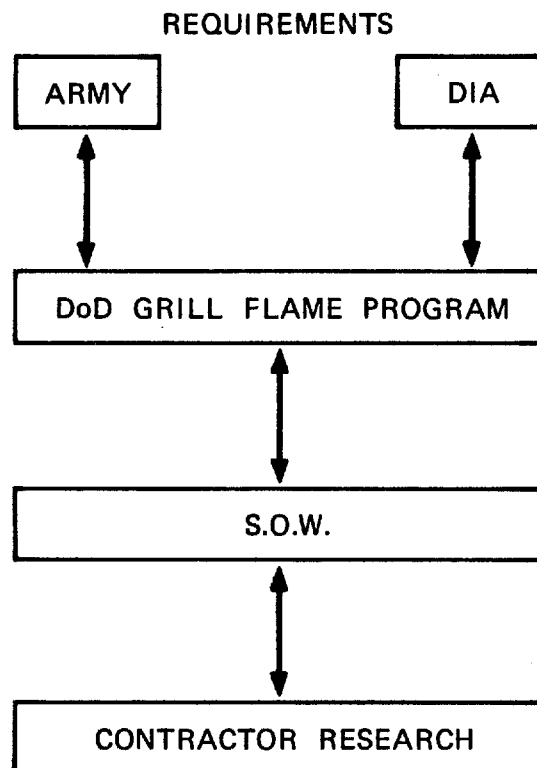 REQUIREMENTS
ARMY
DIA
DoD GRILL FLAME PROGRAM
S.O.W.
CONTRACTOR RESEARCH